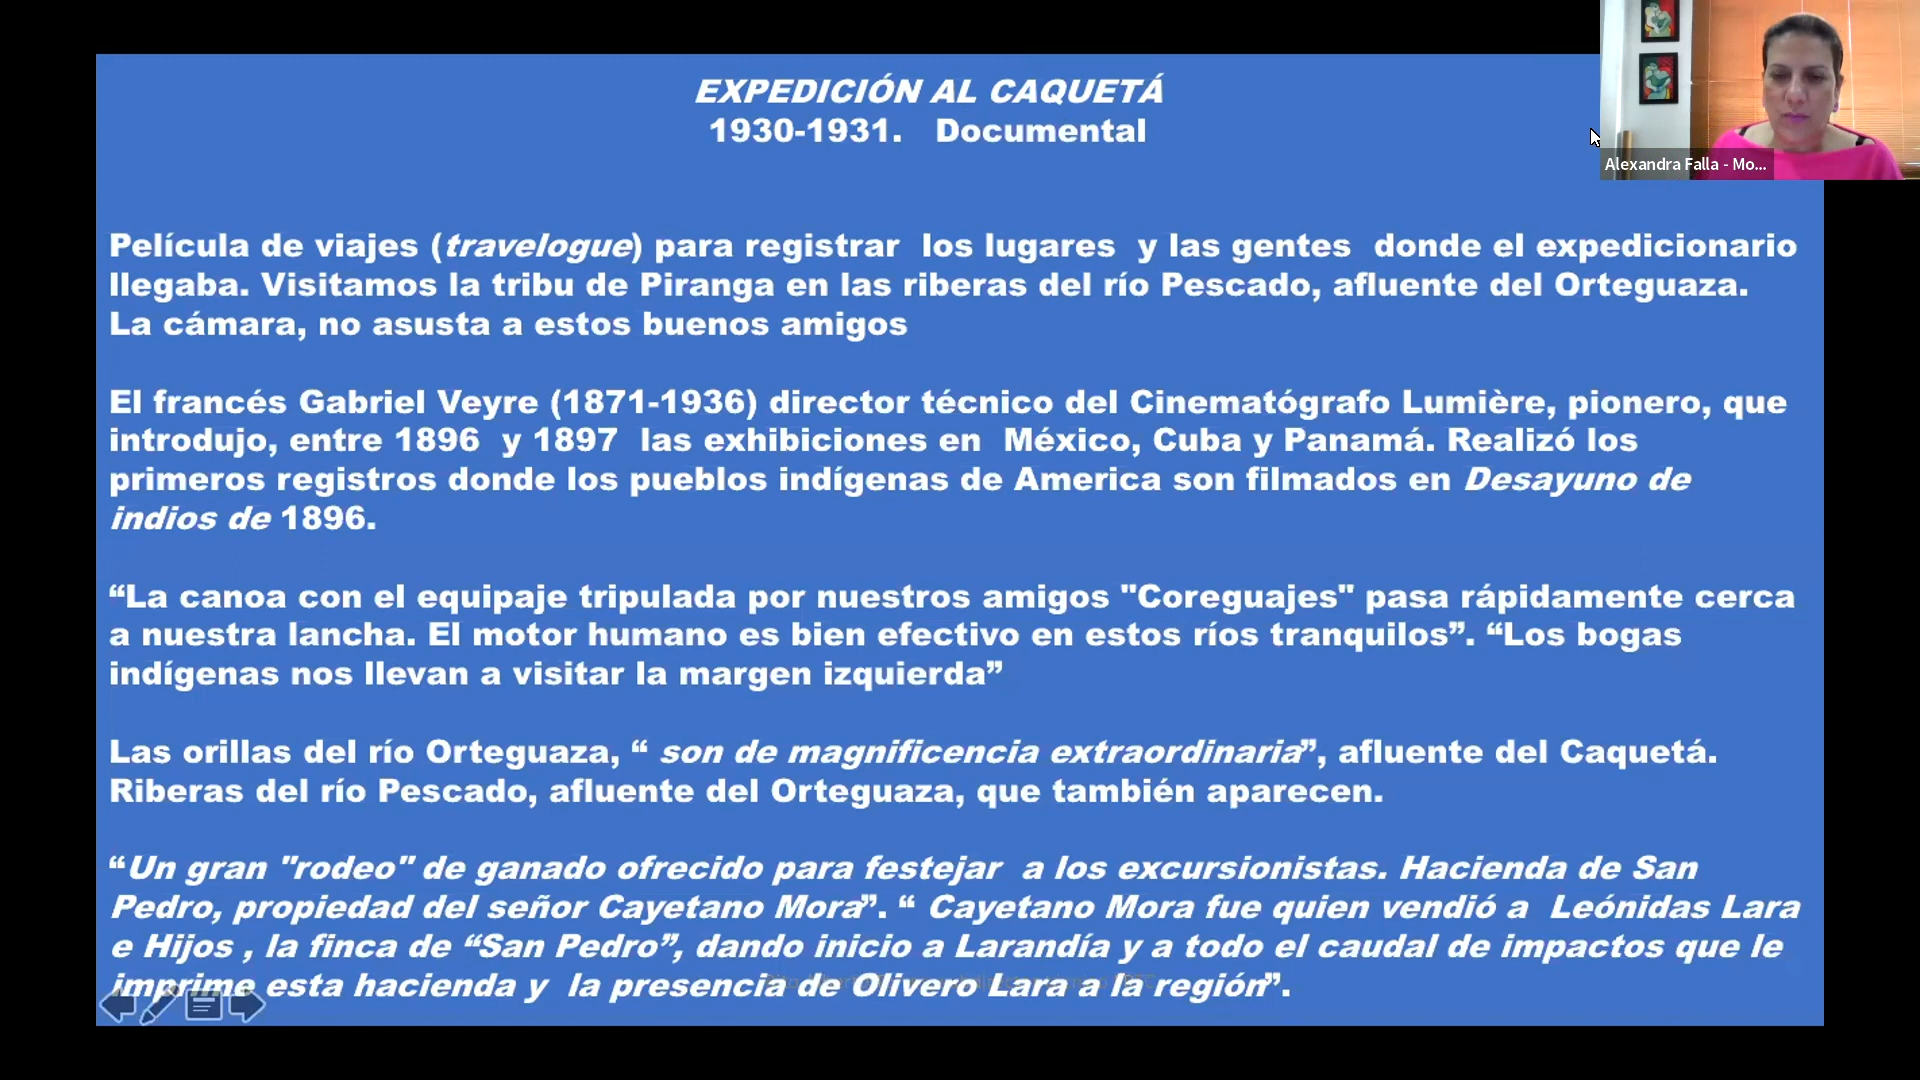 EXPEDICIÓN AL CAQUETÁ
1930-1931. Documental
Alexandra Falla - Mo...
Película de viajes (travelogue) para registrar los lugares y las gentes donde el expedicionario
llegaba. Visitamos la tribu de Piranga en las riberas del río Pescado, afluente del Orteguaza.
La cámara, no asusta a estos buenos amigos
El francés Gabriel Veyre (1871-1936) director técnico del Cinematógrafo Lumière, pionero, que
introdujo, entre 1896 y 1897 las exhibiciones en México, Cuba y Panamá. Realizó los
primeros registros donde los pueblos indígenas de America son filmados en Desayuno de
indios de 1896.
“La canoa con el equipaje tripulada por nuestros amigos "Coreguajes" pasa rápidamente cerca
a nuestra lancha. El motor humano es bien efectivo en estos ríos tranquilos”. “Los bogas
indígenas nos llevan a visitar la margen izquierda”
Las orillas del río Orteguaza, “ son de magnificencia extraordinaria”, afluente del Caquetá.
Riberas del río Pescado, afluente del Orteguaza, que también aparecen.
“Un gran "rodeo" de ganado ofrecido para festejar a los excursionistas. Hacienda de San
Pedro, propiedad del señor Cayetano Mora”. “ Cayetano Mora fue quien vendió a Leónidas Lara
e Hijos , la finca de “San Pedro”, dando inicio a Larandía y a todo el caudal de impactos que le
imprime esta hacienda y la presencia de Olivero Lara a la región”.